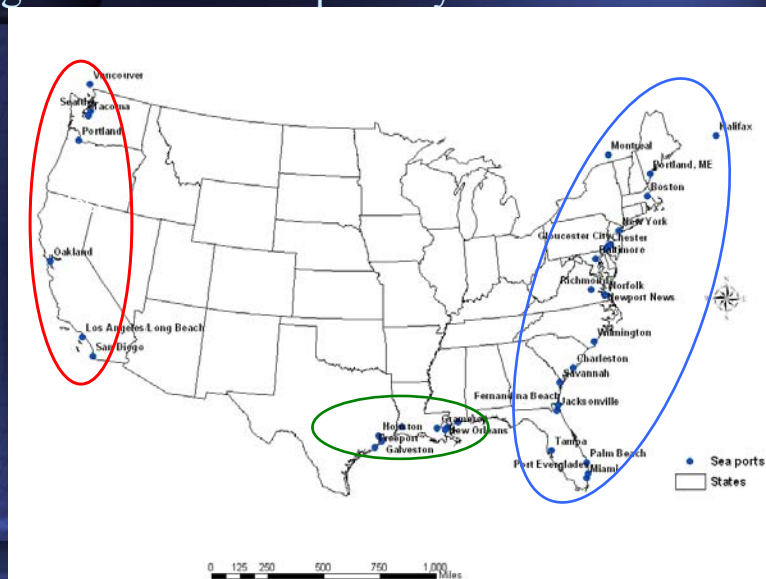 Vancouver
Seattle
Tacoma
Portland
Oakland
Los Angeles/Long Beach
San Diego
Halifax
Montreal
Portland, ME
Boston
New York
Gloucester City
Chester
Baltimore
Richmond
Norfolk
Newport News
Wilmington
Charleston
Savannah
Fernandina Beach
Jacksonville
Houston
New Orleans
Freeport
Galveston
Tampa
Palm Beach
Port Everglades
Miami
Sea ports
States
0 125 250 500 750 1,000
Miles